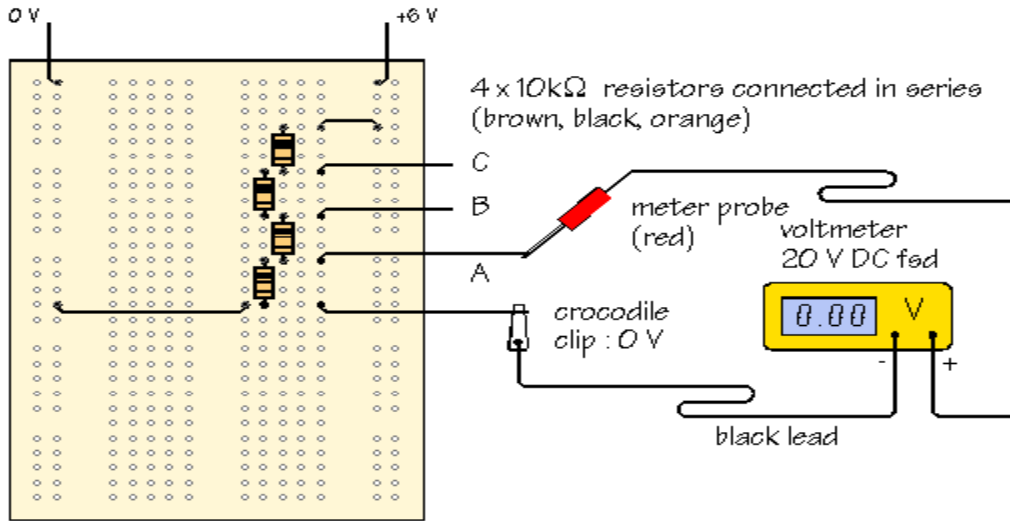 0 V
+6 V
4 x 10kΩ resistors connected in series
(brown, black, orange)
C
B
A
meter probe
(red)
voltmeter
20 V DC fsd
crocodile
clip : 0 V
0.00
V
-
+
black lead